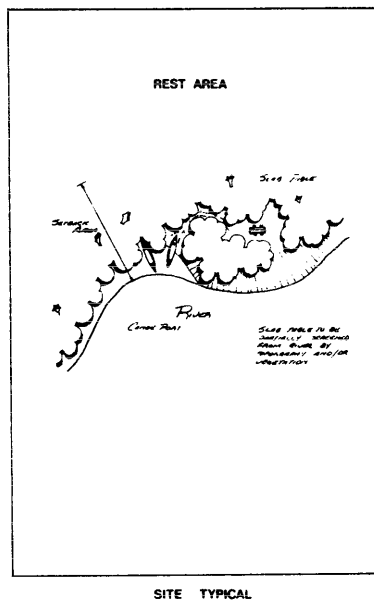 REST AREA
SLAB TABLE
SETBACK
AREA
RIVER
CANOE PORT
SLAB TABLE TO BE
PARTIALLY SCREENED
FROM RIVER BY
TOPOGRAPHY AND/OR
VEGETATION
SITE TYPICAL